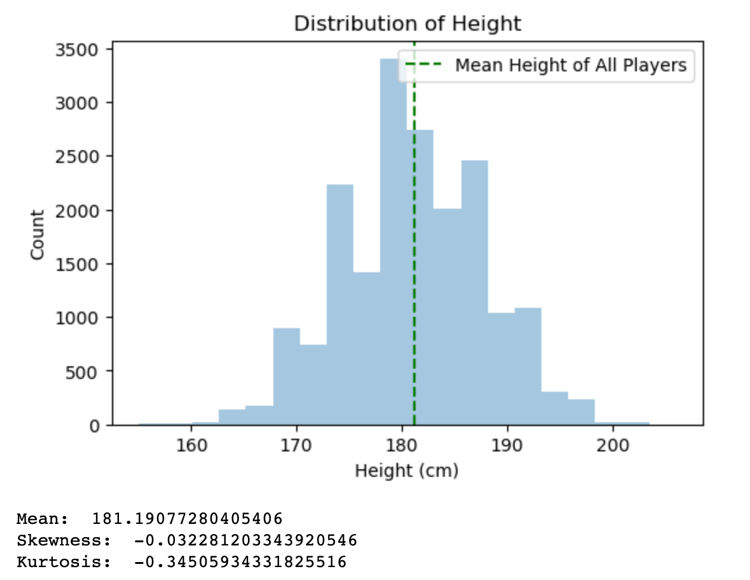 Distribution of Height
Mean Height of All Players
3500
3000
2500
2000
1500
1000
500
0
Count
160 170 180 190 200
Height (cm)
Mean:  181.19077280405406
Skewness:  -0.032281203343920546
Kurtosis:  -0.34505934331825516